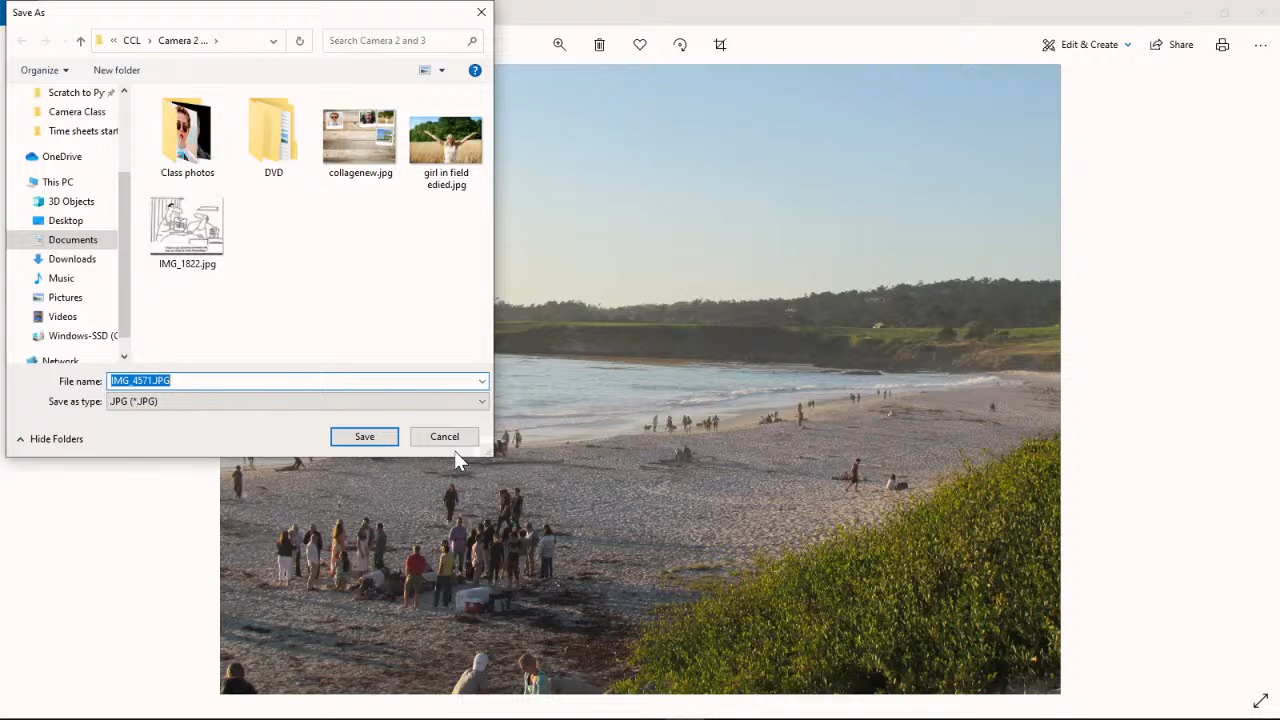 Save As
« CCL › Camera 2 ... ›
Search Camera 2 and 3
Edit & Create
Share
Organize
New folder
Scratch to Py
Camera Class
Time sheets start
OneDrive
This PC
3D Objects
Desktop
Documents
Downloads
Music
Pictures
Videos
Windows-SSD (C
Network
Class photos
DVD
collagenew.jpg
girl in field
edied.jpg
IMG_1822.jpg
File name: IMG_4571.JPG
Save as type: .JPG (*.JPG)
Hide Folders
Save
Cancel